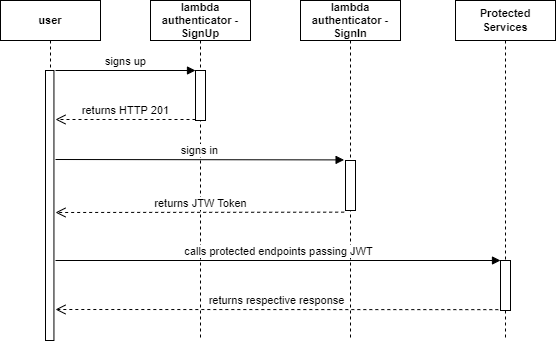 user
lambda
authenticator -
SignUp
lambda
authenticator -
SignIn
Protected
Services
signs up
returns HTTP 201
signs in
returns JTW Token
calls protected endpoints passing JWT
returns respective response